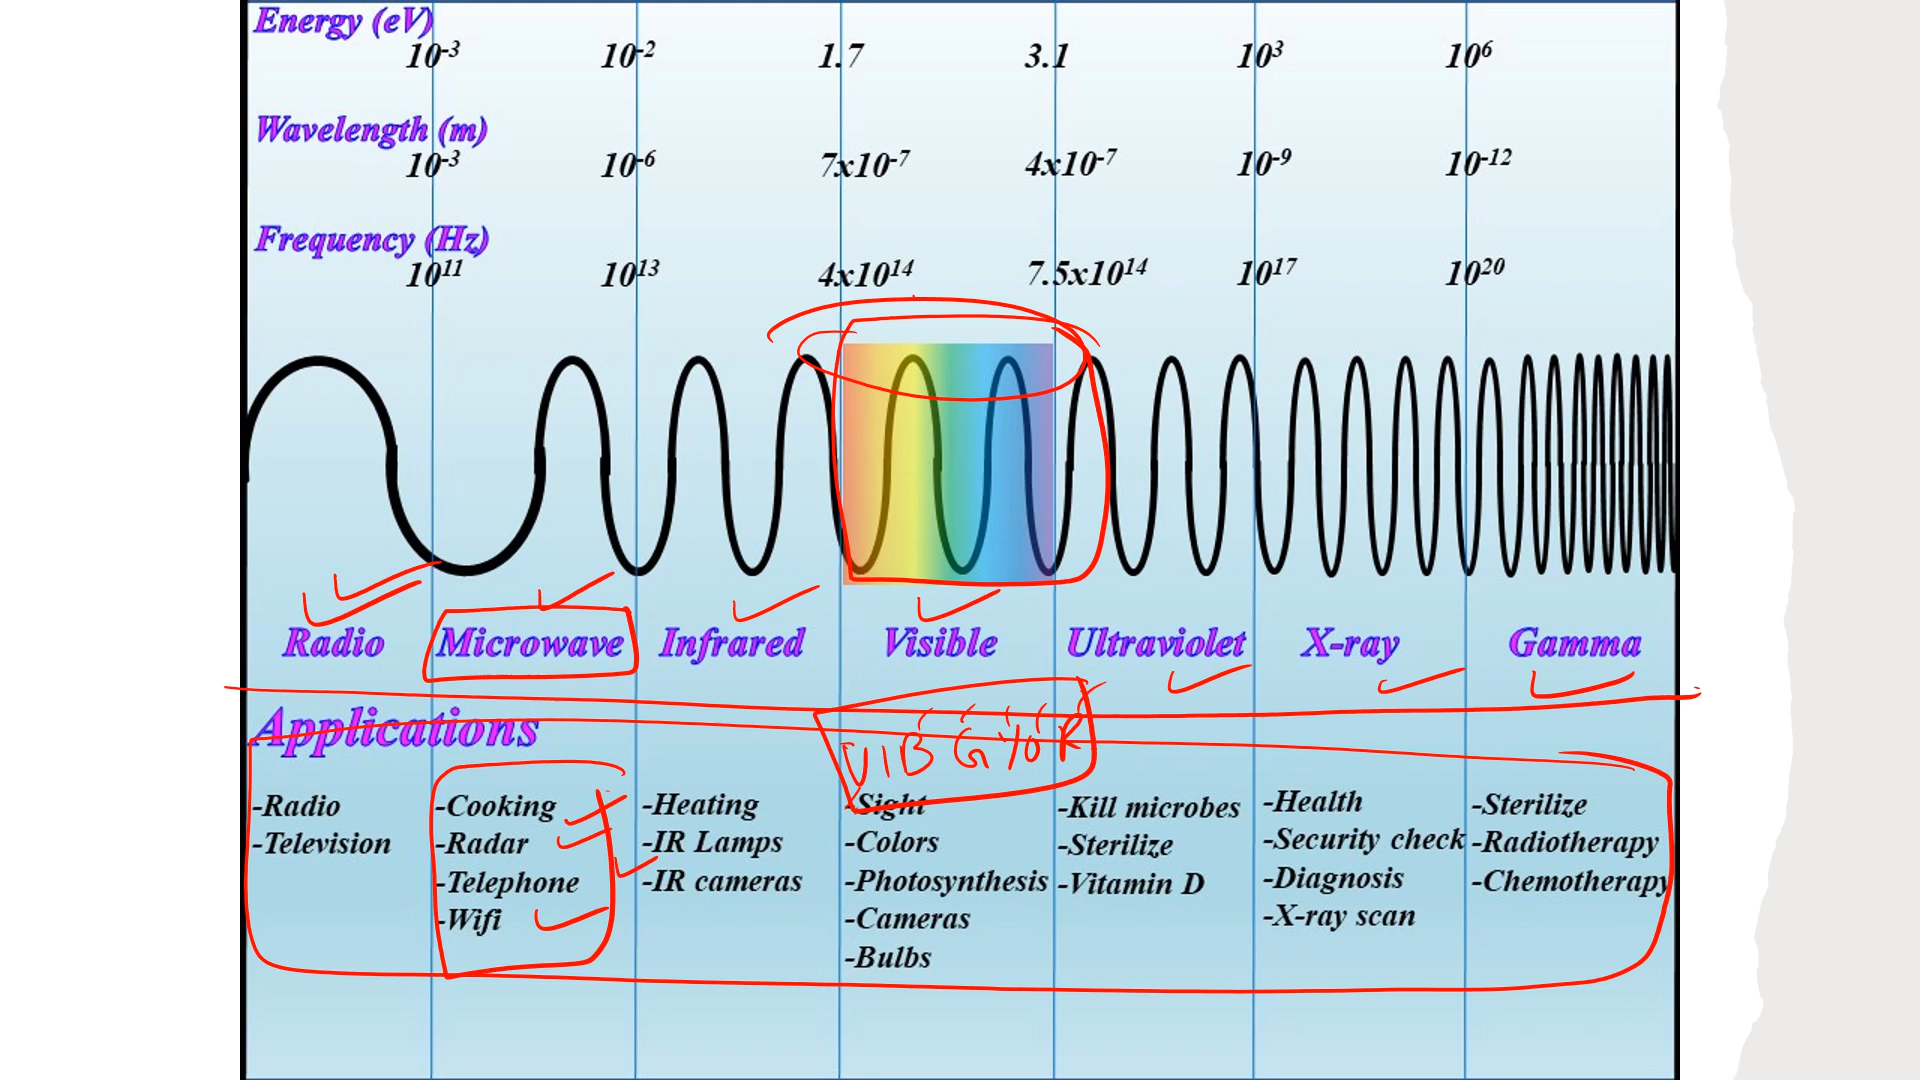 Energy (eV)
10-3 10-2 1.7 3.1 10³ 10⁶
Wavelength (m)
10-3 10-6 7x10-7 4x10-7 10-9 10-12
Frequency (Hz)
10¹¹ 10¹³ 4x10¹⁴ 7.5x10¹⁴ 10¹⁷ 10²⁰
Radio Microwave Infrared Visible Ultraviolet X-ray Gamma
Applications
VIBGYOR
-Radio -Cooking -Heating -Sight -Kill microbes -Health -Sterilize
-Television -Radar -IR Lamps -Colors -Sterilize -Security check -Radiotherapy
-Telephone -IR cameras -Photosynthesis -Vitamin D -Diagnosis -Chemotherapy
-Wifi -Cameras -X-ray scan
-Bulbs